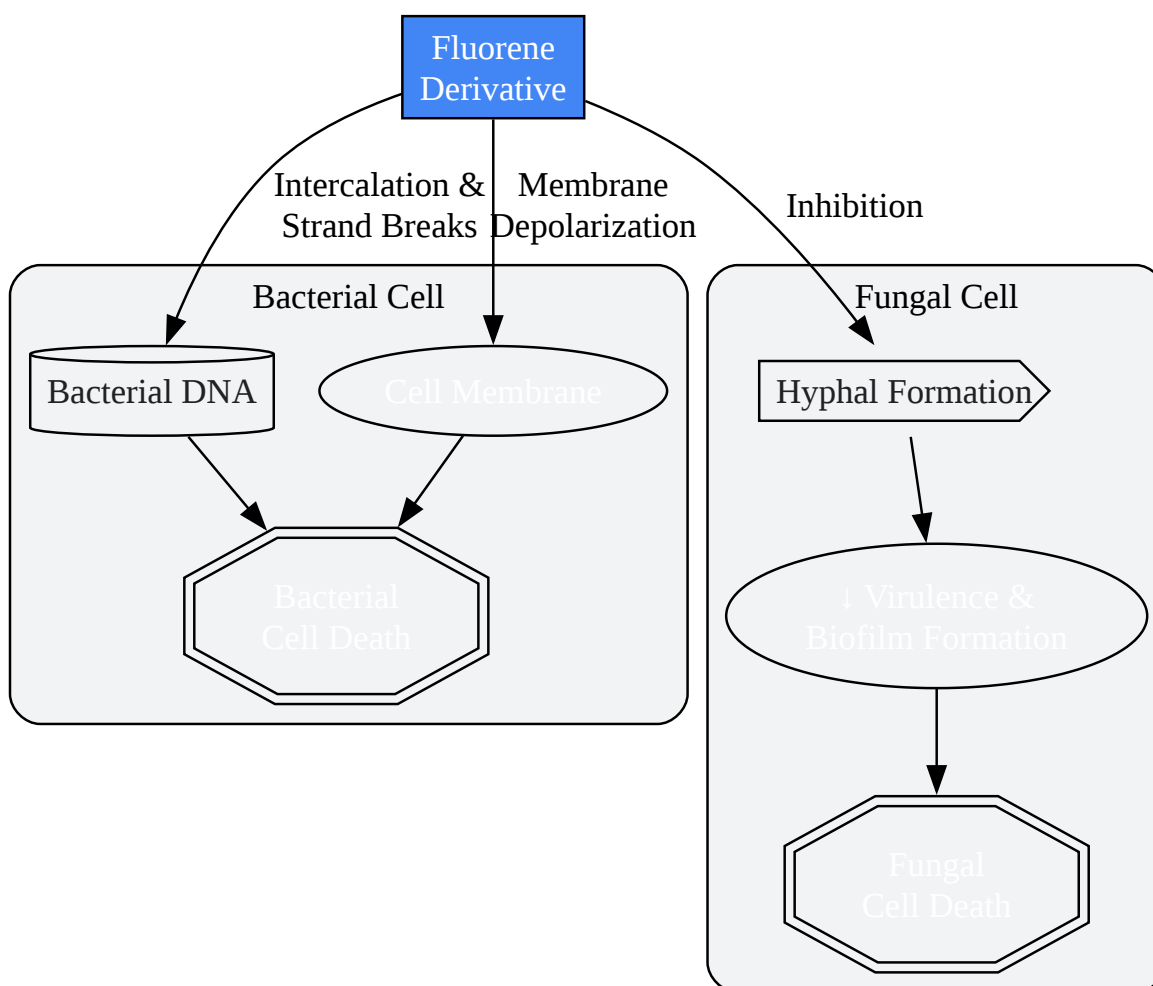 Fluorene
Derivative
Intercalation &
Strand Breaks
Membrane
Depolarization
Inhibition
Bacterial Cell
Fungal Cell
Bacterial DNA
Cell Membrane
Hyphal Formation
Bacterial
Cell Death
↓ Virulence &
Biofilm Formation
Fungal
Cell Death